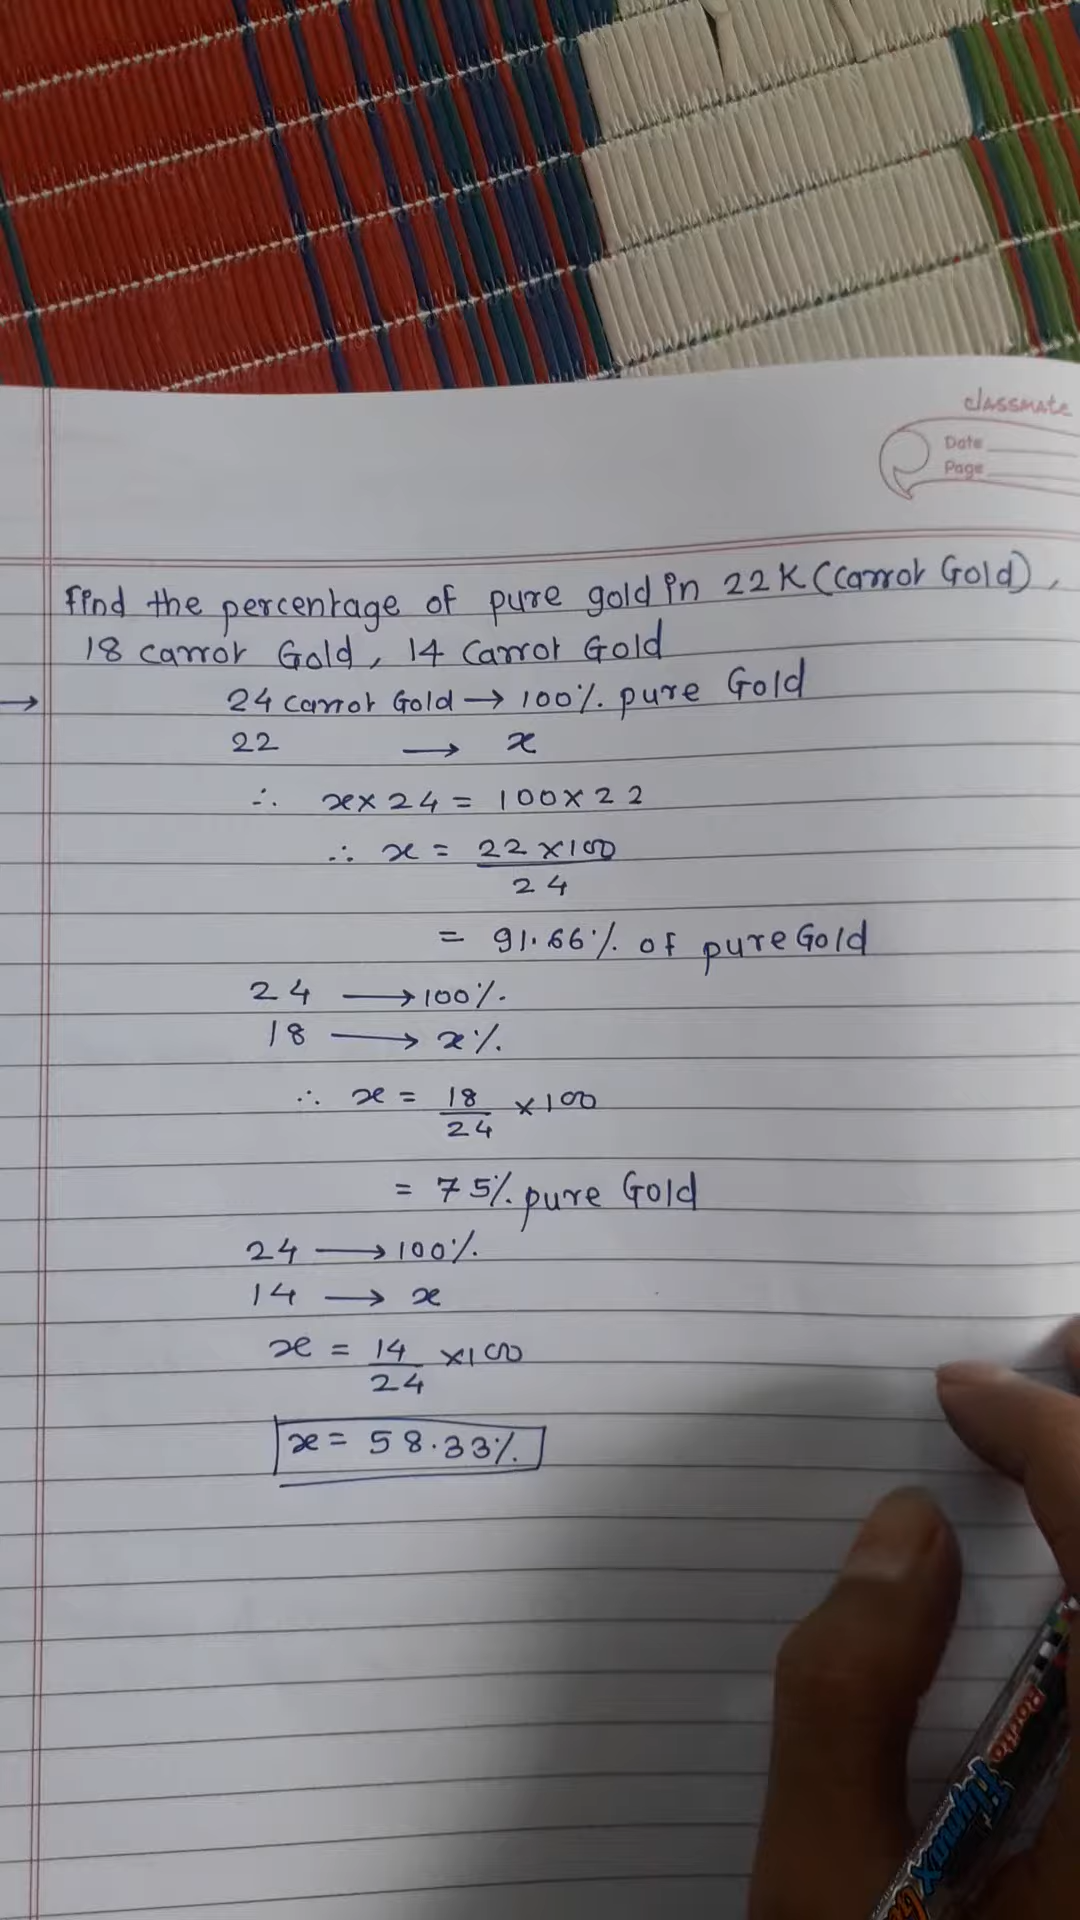 classmate
Date
Page
Find the percentage of pure gold in 22K (Carrot Gold),
18 carrot Gold, 14 Carrot Gold
→ 24 Carrot Gold → 100% pure Gold
22 → x
∴ x×24 = 100×22
∴ x = 22×100
24
= 91.66% of pure Gold
24 → 100%.
18 → x%.
∴ x = 18/24 ×100
= 75% pure Gold
24 → 100%.
14 → x
x = 14/24 ×100
x = 58.33%.
Rorito
Flymax